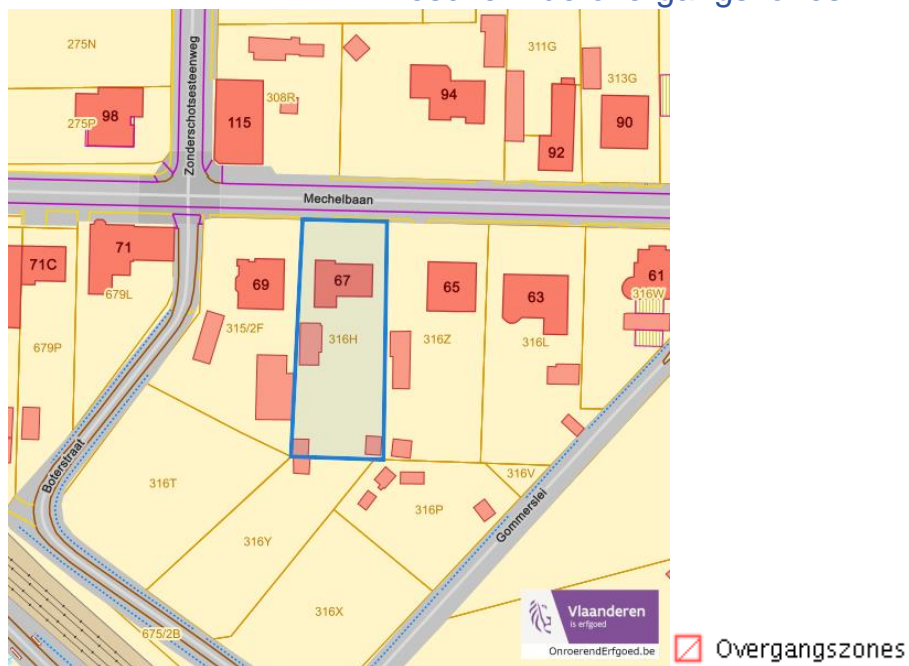 275N
Zonderschotsesteenweg
311G
313G
308R
94
98
275P
115
92
90
Mechelbaan
71
71C
679L
69
67
65
63
61
316W
315/2F
316H
316Z
316L
679P
Boterstraat
316T
316V
316P
Gommerslei
316Y
316X
675/2B
Vlaanderen
is erfgoed
OnroerendErfgoed.be
Overgangszones